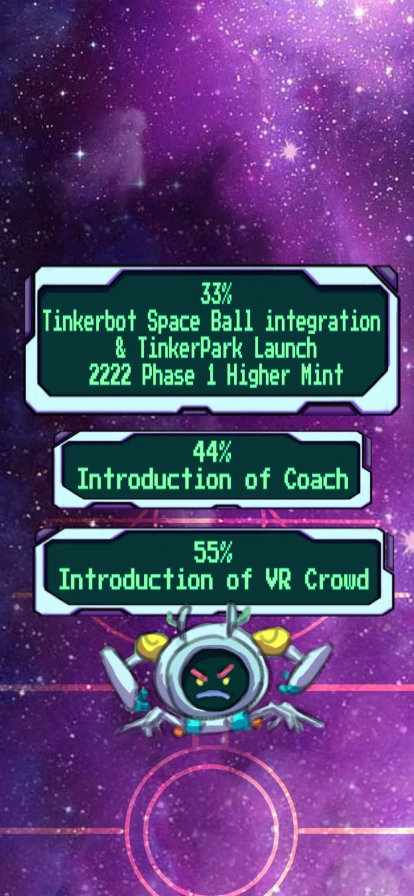 33%
Tinkerbot Space Ball integration
& TinkerPark Launch
2222 Phase 1 Higher Mint
44%
Introduction of Coach
55%
Introduction of VR Crowd